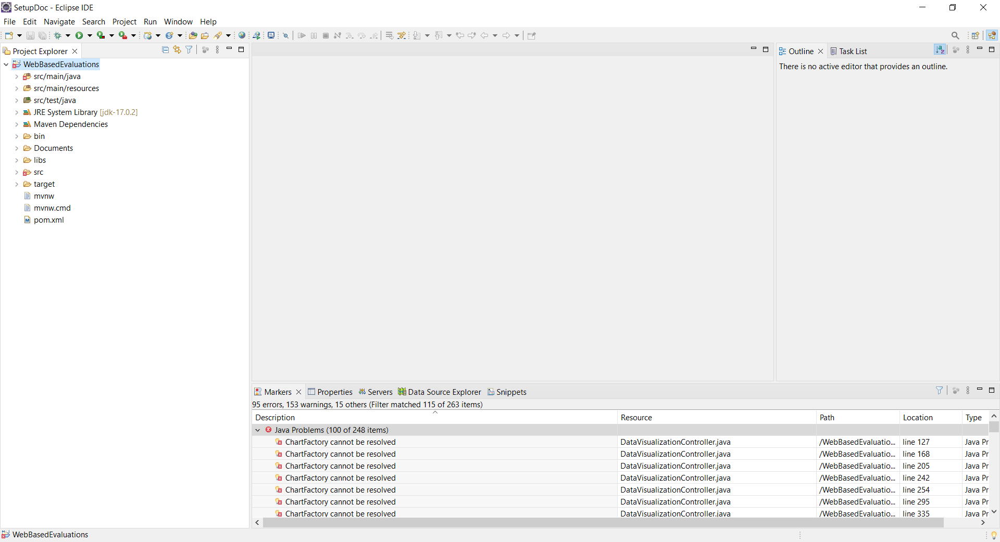 SetupDoc - Eclipse IDE
File Edit Navigate Search Project Run Window Help
Project Explorer
WebBasedEvaluations
src/main/java
src/main/resources
src/test/java
JRE System Library [jdk-17.0.2]
Maven Dependencies
bin
Documents
libs
src
target
mvnw
mvnw.cmd
pom.xml
Outline Task List
There is no active editor that provides an outline.
Markers Properties Servers Data Source Explorer Snippets
95 errors, 153 warnings, 15 others (Filter matched 115 of 263 items)
Description Resource Path Location Type
Java Problems (100 of 248 items)
ChartFactory cannot be resolved DataVisualizationController.java /WebBasedEvaluatio... line 127 Java Pr
ChartFactory cannot be resolved DataVisualizationController.java /WebBasedEvaluatio... line 168 Java Pr
ChartFactory cannot be resolved DataVisualizationController.java /WebBasedEvaluatio... line 205 Java Pr
ChartFactory cannot be resolved DataVisualizationController.java /WebBasedEvaluatio... line 242 Java Pr
ChartFactory cannot be resolved DataVisualizationController.java /WebBasedEvaluatio... line 254 Java Pr
ChartFactory cannot be resolved DataVisualizationController.java /WebBasedEvaluatio... line 295 Java Pr
ChartFactory cannot be resolved DataVisualizationController.java /WebBasedEvaluatio... line 335 Java Pr
WebBasedEvaluations